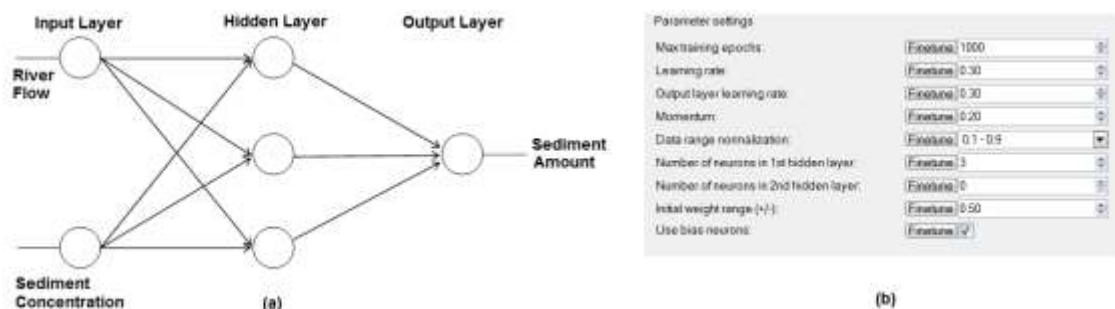 Input Layer
Hidden Layer
Output Layer
River
Flow
Sediment
Amount
Sediment
Concentration
(a)
Parameter settings
Max training epochs: Finetune 1000
Learning rate: Finetune 0.30
Output layer learning rate: Finetune 0.30
Momentum: Finetune 0.20
Data range normalization: Finetune 0.1 - 0.9
Number of neurons in 1st hidden layer: Finetune 3
Number of neurons in 2nd hidden layer: Finetune 0
Initial weight range (+/-): Finetune 0.50
Use bias neurons: Finetune
(b)